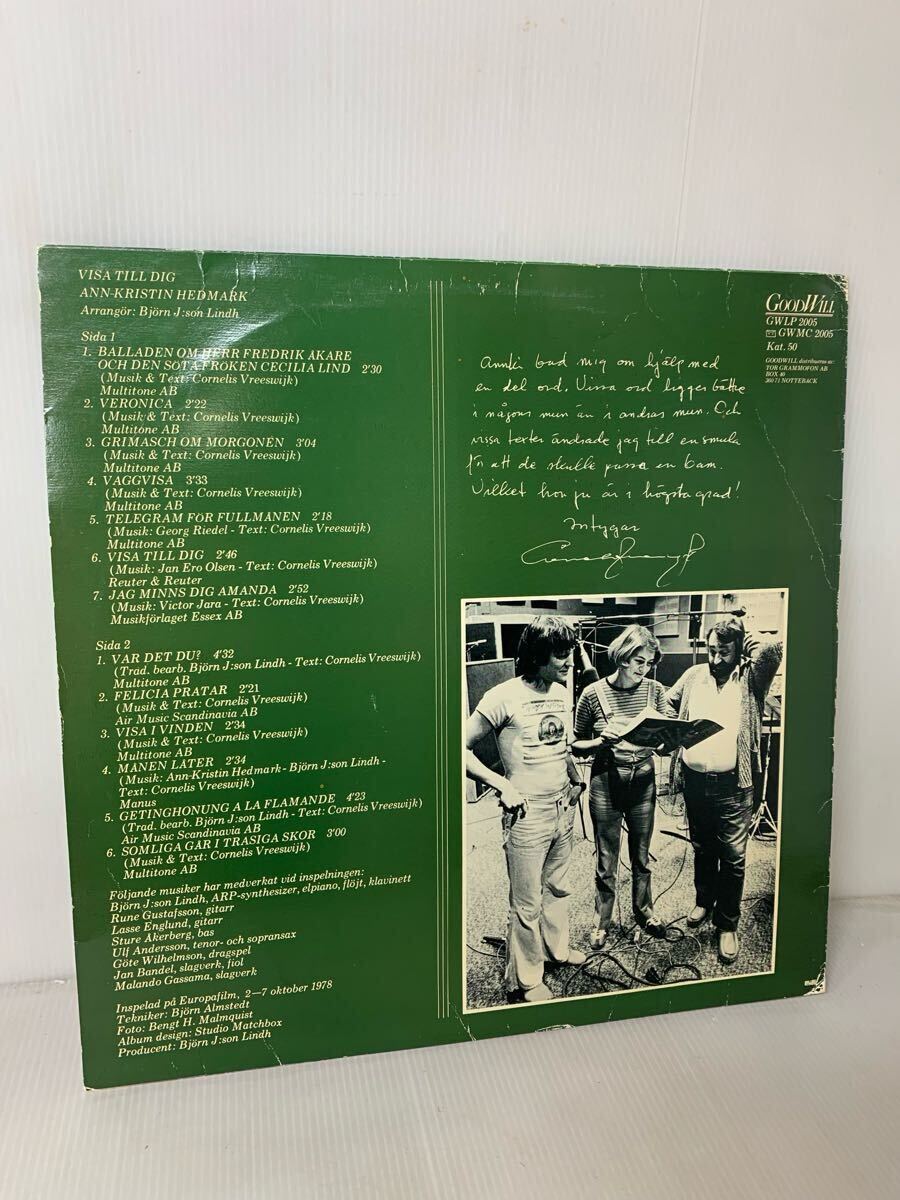 VISA TILL DIG
ANN-KRISTIN HEDMARK
Arrangör: Björn J:son Lindh
Sida 1
1. BALLADEN OM HERR FREDRIK ÅKARE
OCH DEN SÖTA FRÖKEN CECILIA LIND 2'30
(Musik & Text: Cornelis Vreeswijk)
Multitone AB
2. VERONICA 2'22
(Musik & Text: Cornelis Vreeswijk)
Multitone AB
3. GRIMASCH OM MORGONEN 3'04
(Musik & Text: Cornelis Vreeswijk)
Multitone AB
4. VAGGVISA 3'33
(Musik & Text: Cornelis Vreeswijk)
Multitone AB
5. TELEGRAM FÖR FULLMÅNEN 2'18
(Musik: Georg Riedel - Text: Cornelis Vreeswijk)
Multitone AB
6. VISA TILL DIG 2'46
(Musik: Jan Ero Olsen - Text: Cornelis Vreeswijk)
Reuter & Reuter
7. JAG MINNS DIG AMANDA 2'52
(Musik: Victor Jara - Text: Cornelis Vreeswijk)
Musikförlaget Essex AB
Sida 2
1. VAR DET DU? 4'32
(Trad. bearb. Björn J:son Lindh - Text: Cornelis Vreeswijk)
Multitone AB
2. FELICIA PRATAR 2'21
(Musik & Text: Cornelis Vreeswijk)
Air Music Scandinavia AB
3. VISA I VINDEN 2'34
(Musik & Text: Cornelis Vreeswijk)
Multitone AB
4. MÅNEN LÅTER 2'34
(Musik: Ann-Kristin Hedmark - Björn J:son Lindh -
Text: Cornelis Vreeswijk)
Manus
5. GETINGHONUNG A LA FLAMANDE 4'23
(Trad. bearb. Björn J:son Lindh - Text: Cornelis Vreeswijk)
Air Music Scandinavia AB
6. SOMLIGA GÅR I TRASIGA SKOR 3'00
(Musik & Text: Cornelis Vreeswijk)
Multitone AB
Följande musiker har medverkat vid inspelningen:
Björn J:son Lindh, ARP-synthesizer, elpiano, flöjt, klavinett
Rune Gustafsson, gitarr
Lasse Englund, gitarr
Sture Åkerberg, bas
Ulf Andersson, tenor- och sopransax
Göte Wilhelmson, dragspel
Jan Bandel, slagverk, fiol
Malando Gassama, slagverk
Inspelad på Europafilm, 2—7 oktober 1978
Tekniker: Björn Almstedt
Foto: Bengt H. Malmquist
Album design: Studio Matchbox
Producent: Björn J:son Lindh
GOODWILL
GWLP 2005
GWMC 2005
Kat. 50
GOODWILL distribueras av:
TOR GRAMMOFON AB
BOX 40
360 71 NOTTEBÄCK
bad mig om hjälp med
en del ord. Vissa ord ligger bättre
i någons mun än i andras mun. Och
vissa texter ändrade jag till en smula
för att de skulle passa en
Vilket hon ju är i högsta grad!
Intygar